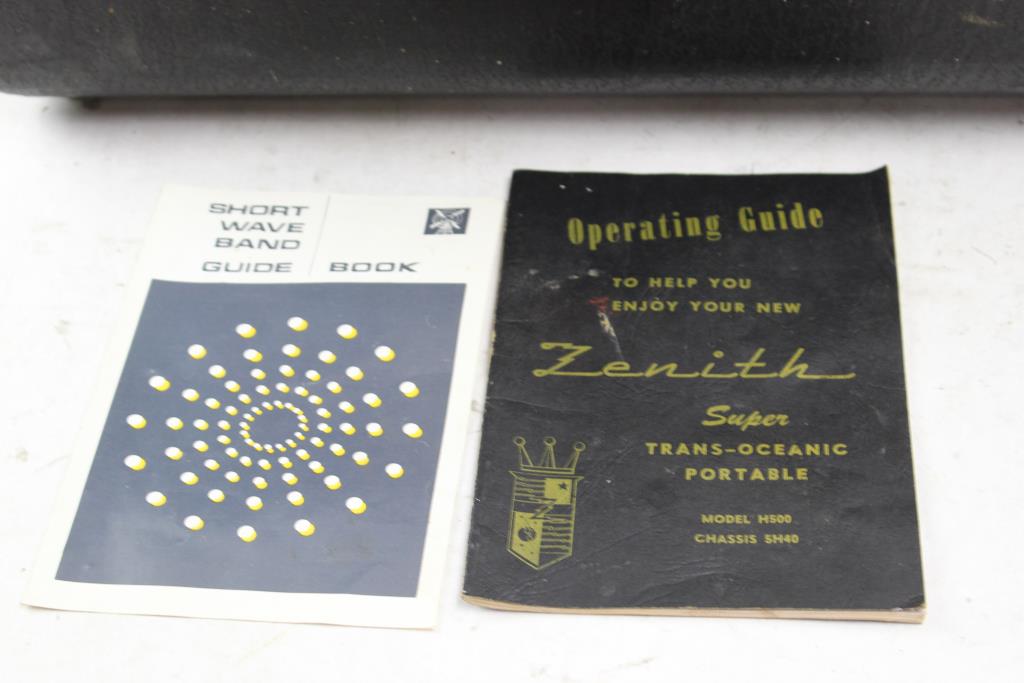 SHORT
WAVE
BAND
GUIDE BOOK
Operating Guide
TO HELP YOU
ENJOY YOUR NEW
Zenith
Super
TRANS-OCEANIC
PORTABLE
MODEL H500
CHASSIS 5H40